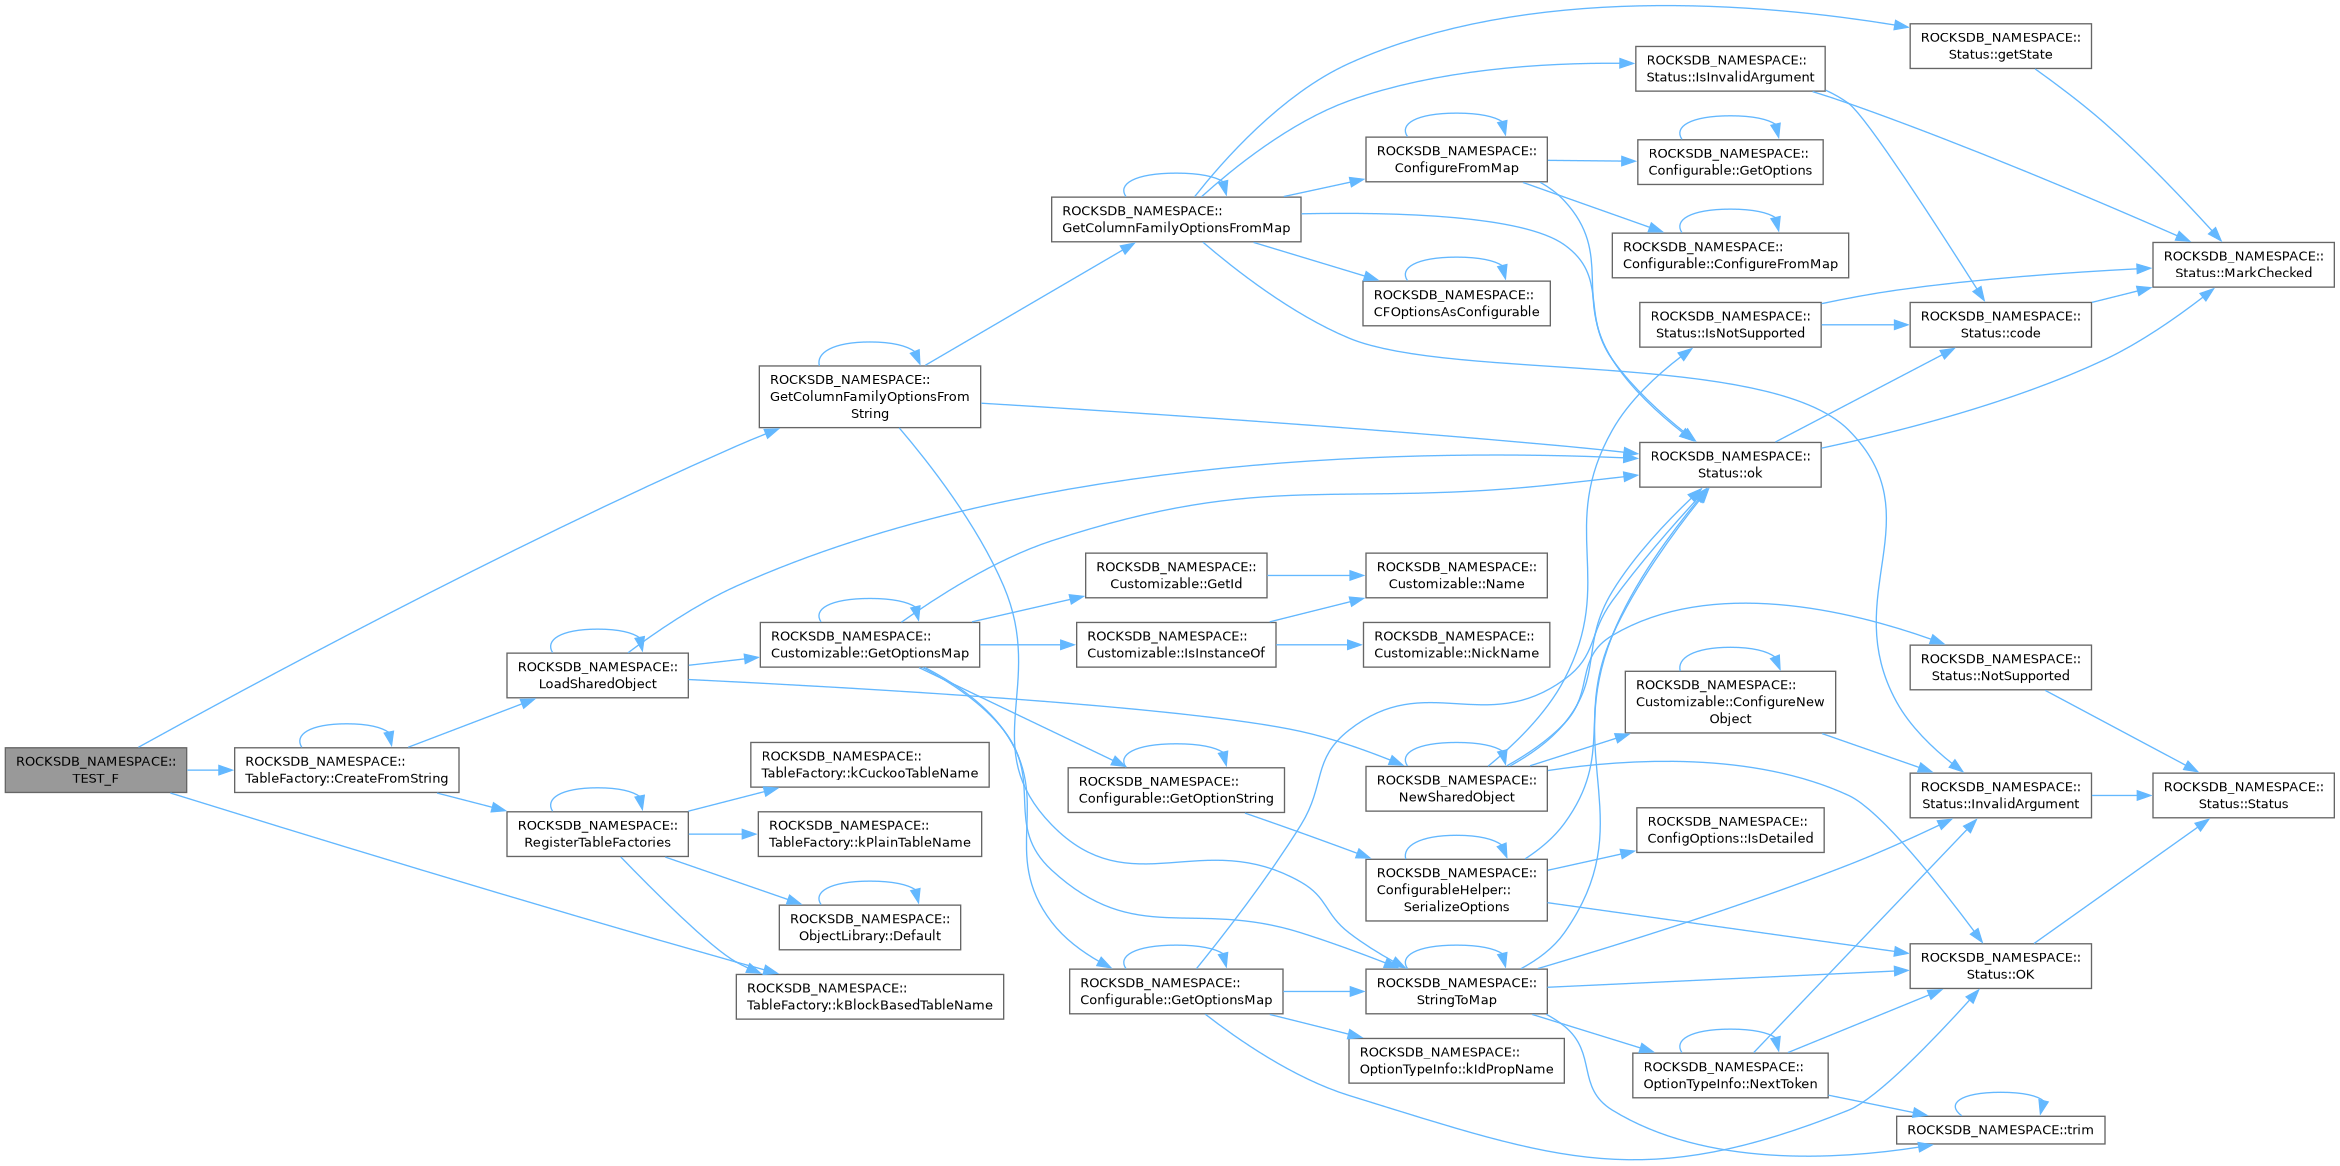 ROCKSDB_NAMESPACE::
TEST_F
ROCKSDB_NAMESPACE::
TableFactory::CreateFromString
ROCKSDB_NAMESPACE::
LoadSharedObject
ROCKSDB_NAMESPACE::
RegisterTableFactories
ROCKSDB_NAMESPACE::
GetColumnFamilyOptionsFrom
String
ROCKSDB_NAMESPACE::
Customizable::GetOptionsMap
ROCKSDB_NAMESPACE::
TableFactory::kCuckooTableName
ROCKSDB_NAMESPACE::
TableFactory::kPlainTableName
ROCKSDB_NAMESPACE::
ObjectLibrary::Default
ROCKSDB_NAMESPACE::
TableFactory::kBlockBasedTableName
ROCKSDB_NAMESPACE::
GetColumnFamilyOptionsFromMap
ROCKSDB_NAMESPACE::
Customizable::GetId
ROCKSDB_NAMESPACE::
Customizable::IsInstanceOf
ROCKSDB_NAMESPACE::
Configurable::GetOptionString
ROCKSDB_NAMESPACE::
Configurable::GetOptionsMap
ROCKSDB_NAMESPACE::
ConfigureFromMap
ROCKSDB_NAMESPACE::
CFOptionsAsConfigurable
ROCKSDB_NAMESPACE::
Customizable::Name
ROCKSDB_NAMESPACE::
Customizable::NickName
ROCKSDB_NAMESPACE::
NewSharedObject
ROCKSDB_NAMESPACE::
ConfigurableHelper::
SerializeOptions
ROCKSDB_NAMESPACE::
StringToMap
ROCKSDB_NAMESPACE::
OptionTypeInfo::kIdPropName
ROCKSDB_NAMESPACE::
Status::IsInvalidArgument
ROCKSDB_NAMESPACE::
Configurable::GetOptions
ROCKSDB_NAMESPACE::
Configurable::ConfigureFromMap
ROCKSDB_NAMESPACE::
Status::IsNotSupported
ROCKSDB_NAMESPACE::
Status::ok
ROCKSDB_NAMESPACE::
Customizable::ConfigureNew
Object
ROCKSDB_NAMESPACE::
ConfigOptions::IsDetailed
ROCKSDB_NAMESPACE::
OptionTypeInfo::NextToken
ROCKSDB_NAMESPACE::
Status::getState
ROCKSDB_NAMESPACE::
Status::code
ROCKSDB_NAMESPACE::
Status::NotSupported
ROCKSDB_NAMESPACE::
Status::InvalidArgument
ROCKSDB_NAMESPACE::
Status::OK
ROCKSDB_NAMESPACE::trim
ROCKSDB_NAMESPACE::
Status::MarkChecked
ROCKSDB_NAMESPACE::
Status::Status